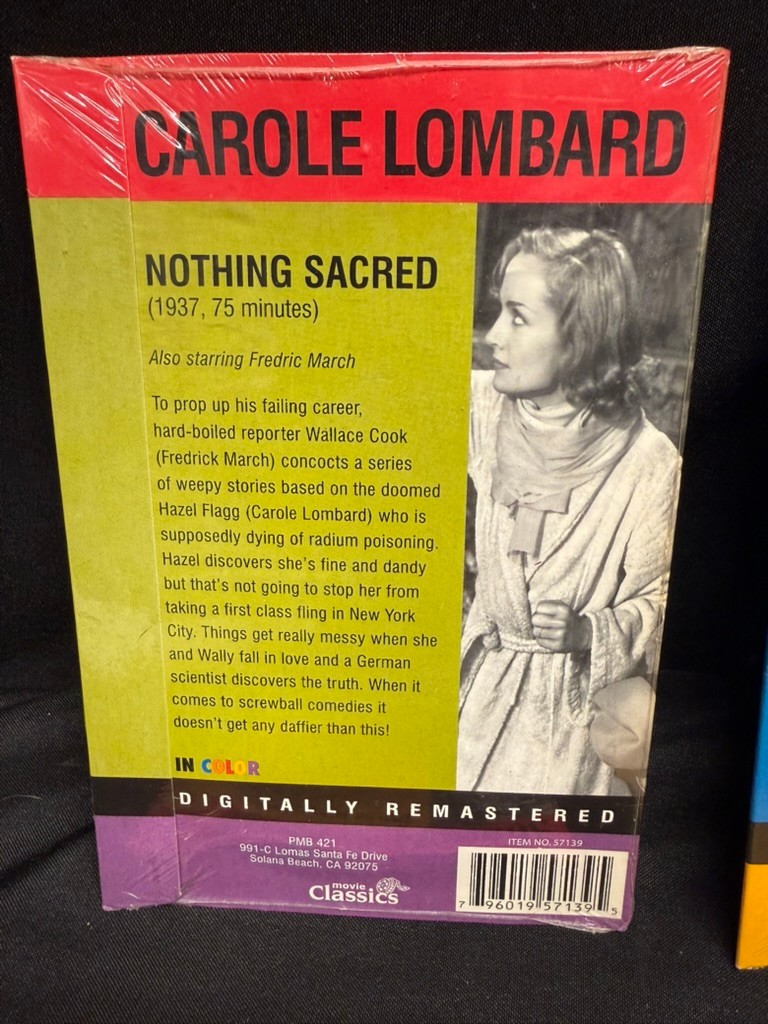 CAROLE LOMBARD
NOTHING SACRED
(1937, 75 minutes)
Also starring Fredric March
To prop up his failing career,
hard-boiled reporter Wallace Cook
(Fredrick March) concocts a series
of weepy stories based on the doomed
Hazel Flagg (Carole Lombard) who is
supposedly dying of radium poisoning.
Hazel discovers she's fine and dandy
but that's not going to stop her from
taking a first class fling in New York
City. Things get really messy when she
and Wally fall in love and a German
scientist discovers the truth. When it
comes to screwball comedies it
doesn't get any daffier than this!
IN COLOR
DIGITALLY REMASTERED
PMB 421
991-C Lomas Santa Fe Drive
Solana Beach, CA 92075
movie
Classics
ITEM NO. 57139
7 96019 57139 5